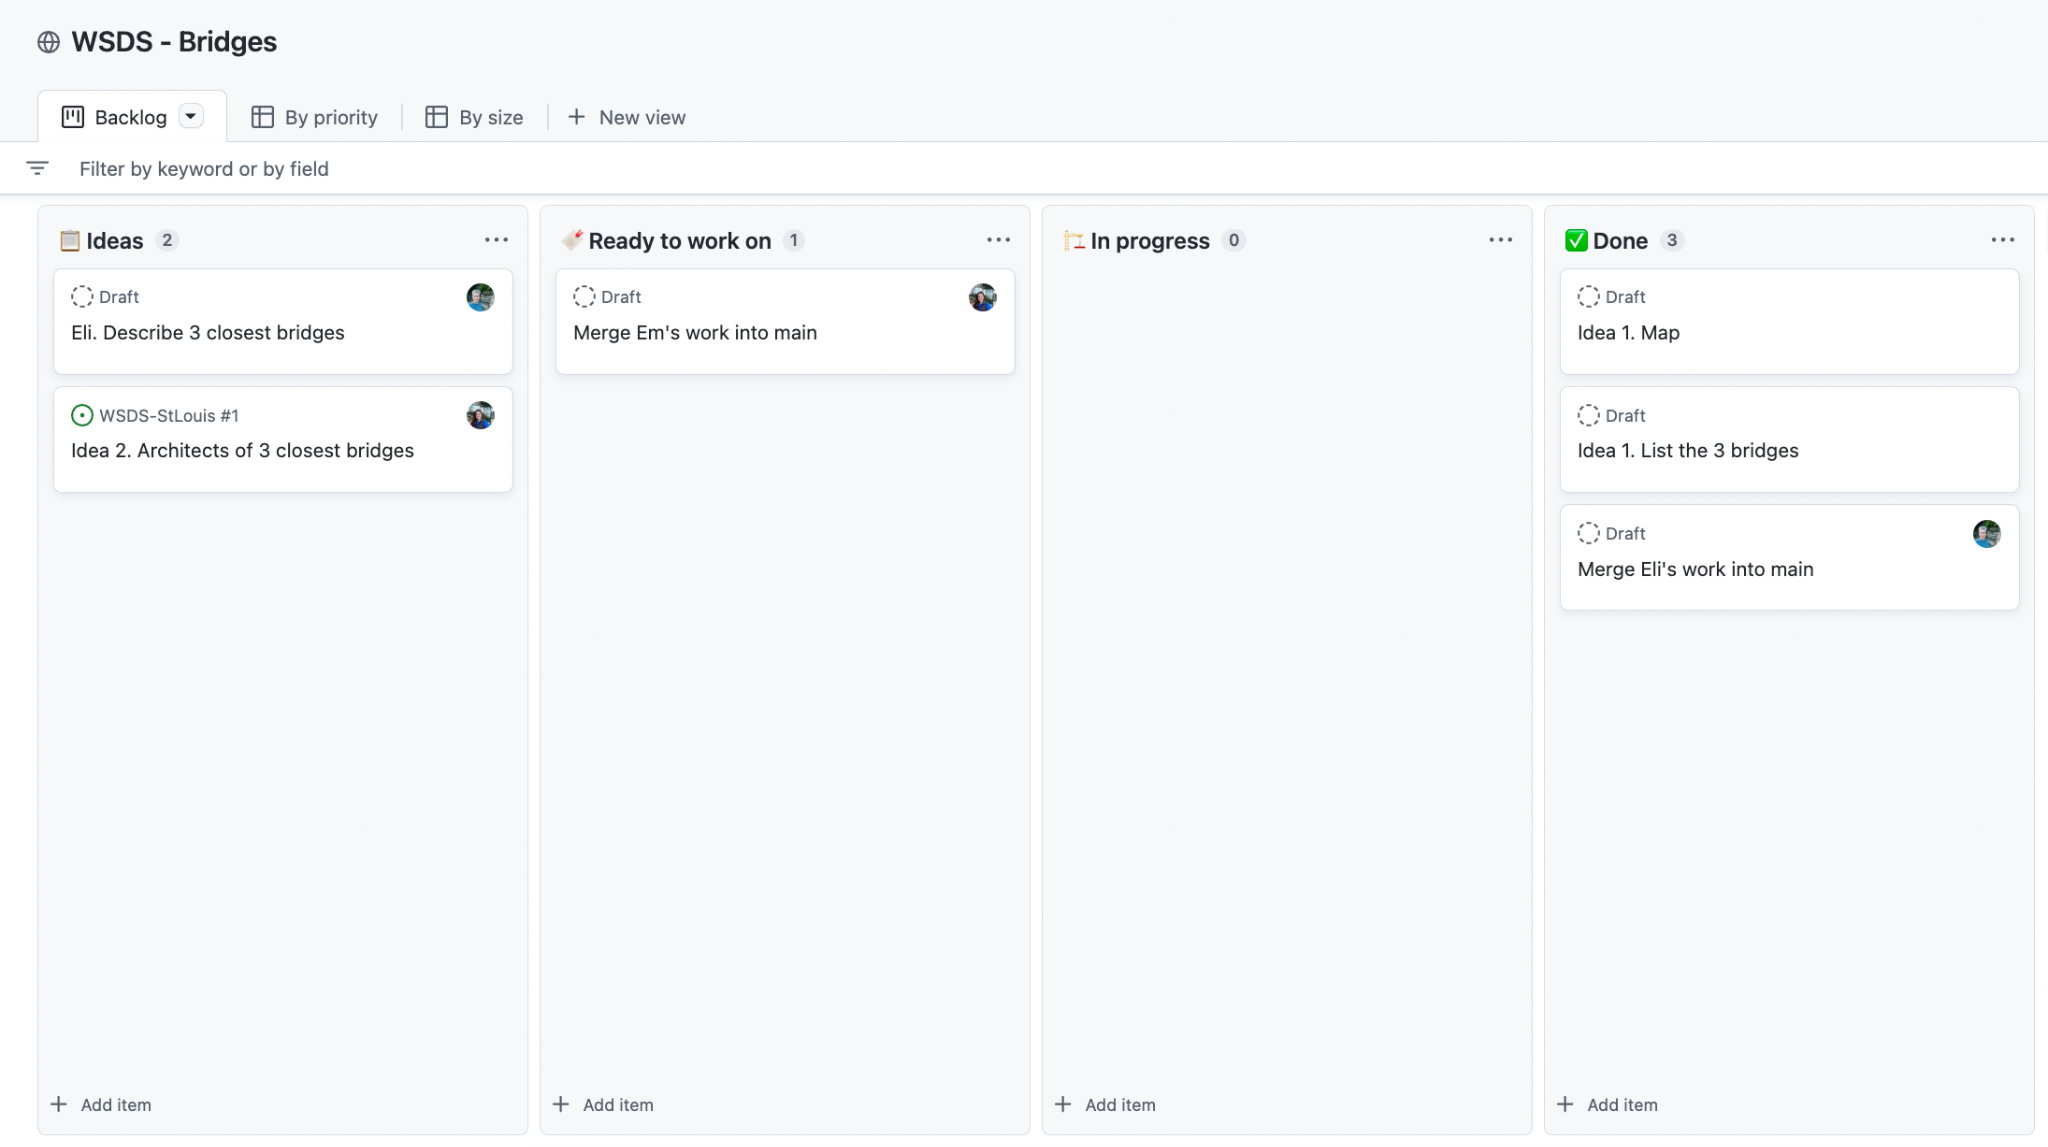 WSDS - Bridges
Backlog
By priority
By size
New view
Filter by keyword or by field
Ideas 2
Draft
Eli. Describe 3 closest bridges
WSDS-StLouis #1
Idea 2. Architects of 3 closest bridges
Add item
Ready to work on 1
Draft
Merge Em's work into main
Add item
In progress 0
Add item
Done 3
Draft
Idea 1. Map
Draft
Idea 1. List the 3 bridges
Draft
Merge Eli's work into main
Add item